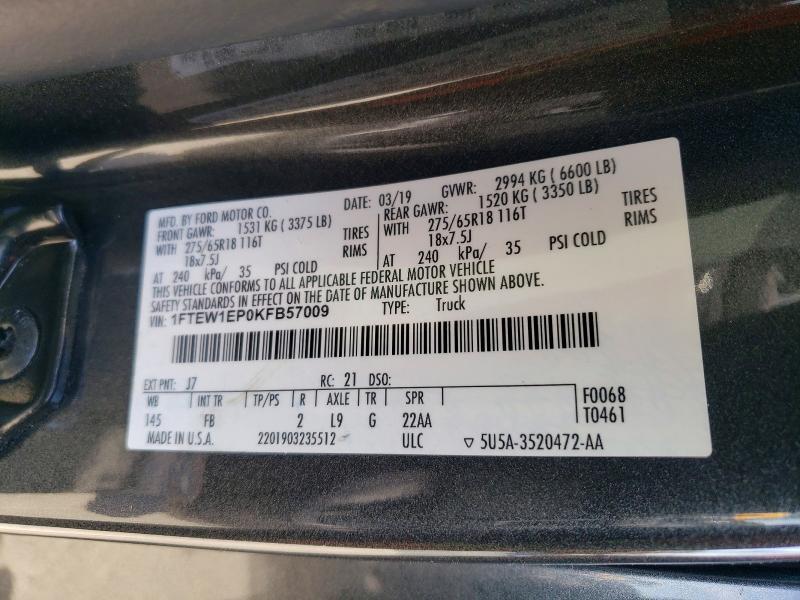 MFD. BY FORD MOTOR CO. DATE: 03/19 GVWR: 2994 KG ( 6600 LB)
FRONT GAWR: 1531 KG ( 3375 LB) REAR GAWR: 1520 KG ( 3350 LB)
WITH 275/65R18 116T TIRES WITH 275/65R18 116T TIRES
18x7.5J RIMS 18x7.5J RIMS
AT 240 kPa/ 35 PSI COLD AT 240 kPa/ 35 PSI COLD
THIS VEHICLE CONFORMS TO ALL APPLICABLE FEDERAL MOTOR VEHICLE
SAFETY STANDARDS IN EFFECT ON THE DATE OF MANUFACTURE SHOWN ABOVE.
VIN: 1FTEW1EP0KFB57009 TYPE: Truck
EXT PNT: J7 RC: 21 DSO:
WB INT TR TP/PS R AXLE TR SPR F0068
145 FB 2 L9 G 22AA T0461
MADE IN U.S.A. 2201903235512 ULC ▽ 5U5A-3520472-AA